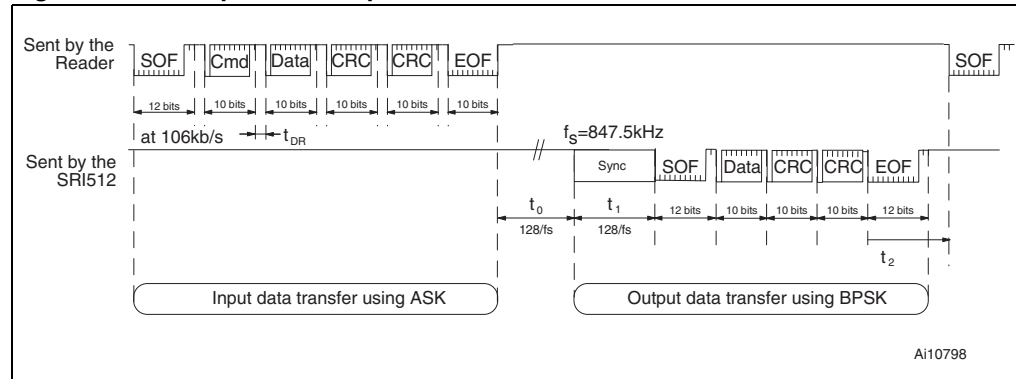 Sent by the Reader
SOF Cmd Data CRC CRC EOF SOF
12 bits 10 bits 10 bits 10 bits 10 bits 10 bits
at 106kb/s tDR
fS=847.5kHz
Sent by the SRI512
Sync SOF Data CRC CRC EOF
t0 t1 12 bits 10 bits 10 bits 10 bits 12 bits
128/fs 128/fs
t2
Input data transfer using ASK Output data transfer using BPSK
Ai10798